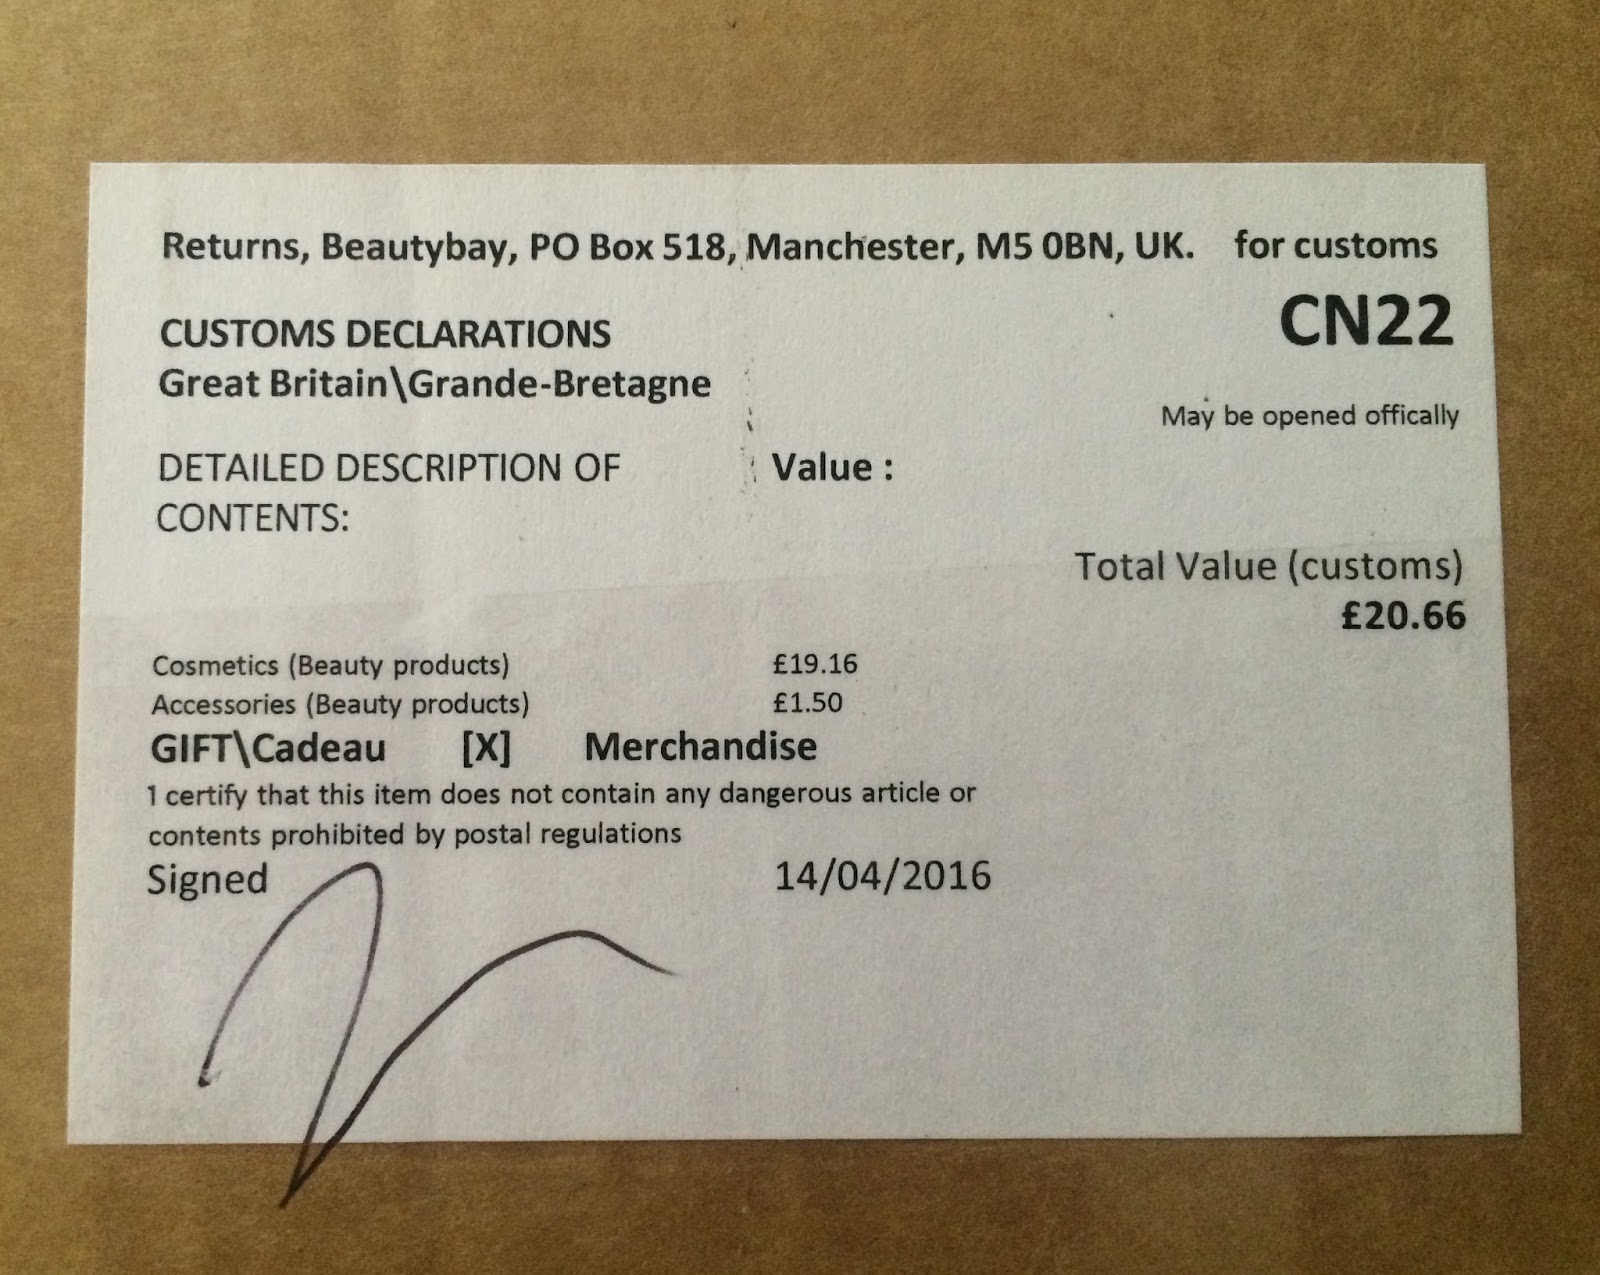 Returns, Beautybay, PO Box 518, Manchester, M5 0BN, UK. for customs
CN22
CUSTOMS DECLARATIONS
Great Britain\Grande-Bretagne
May be opened offically
DETAILED DESCRIPTION OF Value :
CONTENTS:
Total Value (customs)
£20.66
Cosmetics (Beauty products) £19.16
Accessories (Beauty products) £1.50
GIFT\Cadeau [X] Merchandise
1 certify that this item does not contain any dangerous article or
contents prohibited by postal regulations
Signed 14/04/2016